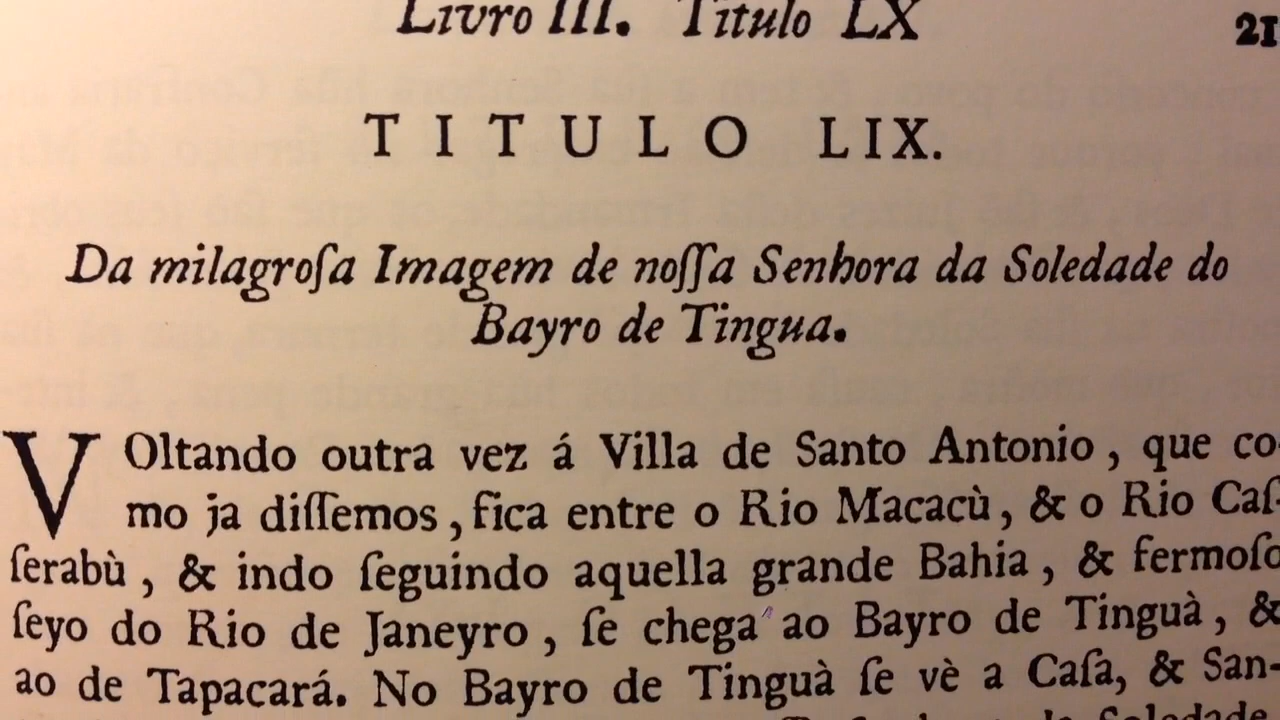 Livro III. Titulo LX
21
TITULO LIX.
Da milagroſa Imagem de noſſa Senhora da Soledade do
Bayro de Tingua.
VOltando outra vez á Villa de Santo Antonio, que co-
mo ja diſſemos, fica entre o Rio Macacù, & o Rio Caſ-
ſerabù, & indo ſeguindo aquella grande Bahia, & fermoſo
ſeyo do Rio de Janeyro, ſe chega ao Bayro de Tinguà, &
ao de Tapacará. No Bayro de Tinguà ſe vè a Caſa, & San-
Soledade